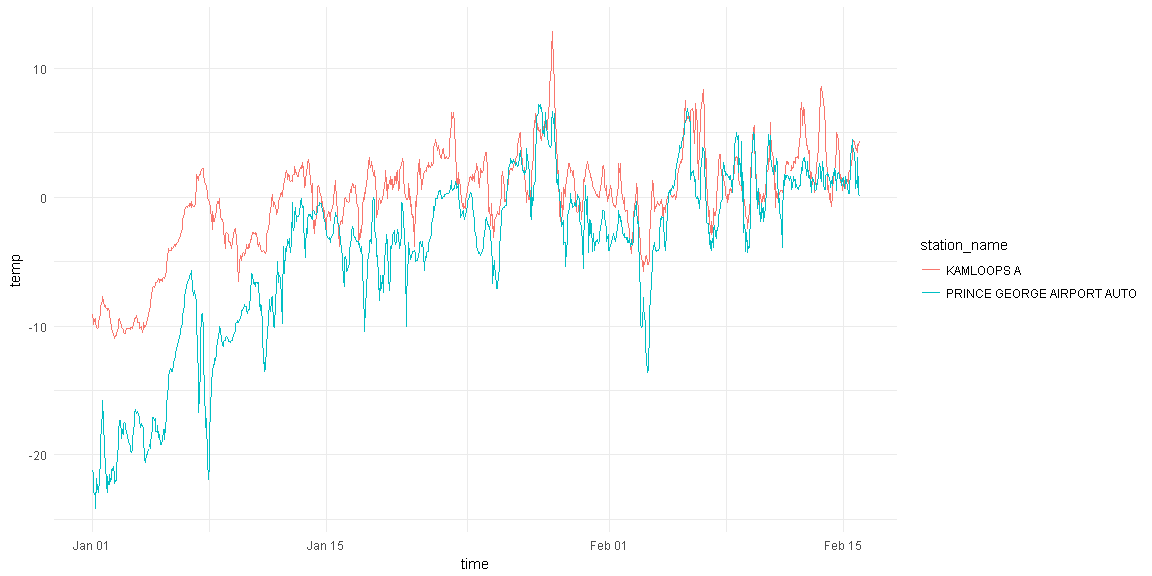 10
0
-10
-20
temp
Jan 01
Jan 15
Feb 01
Feb 15
time
station_name
KAMLOOPS A
PRINCE GEORGE AIRPORT AUTO